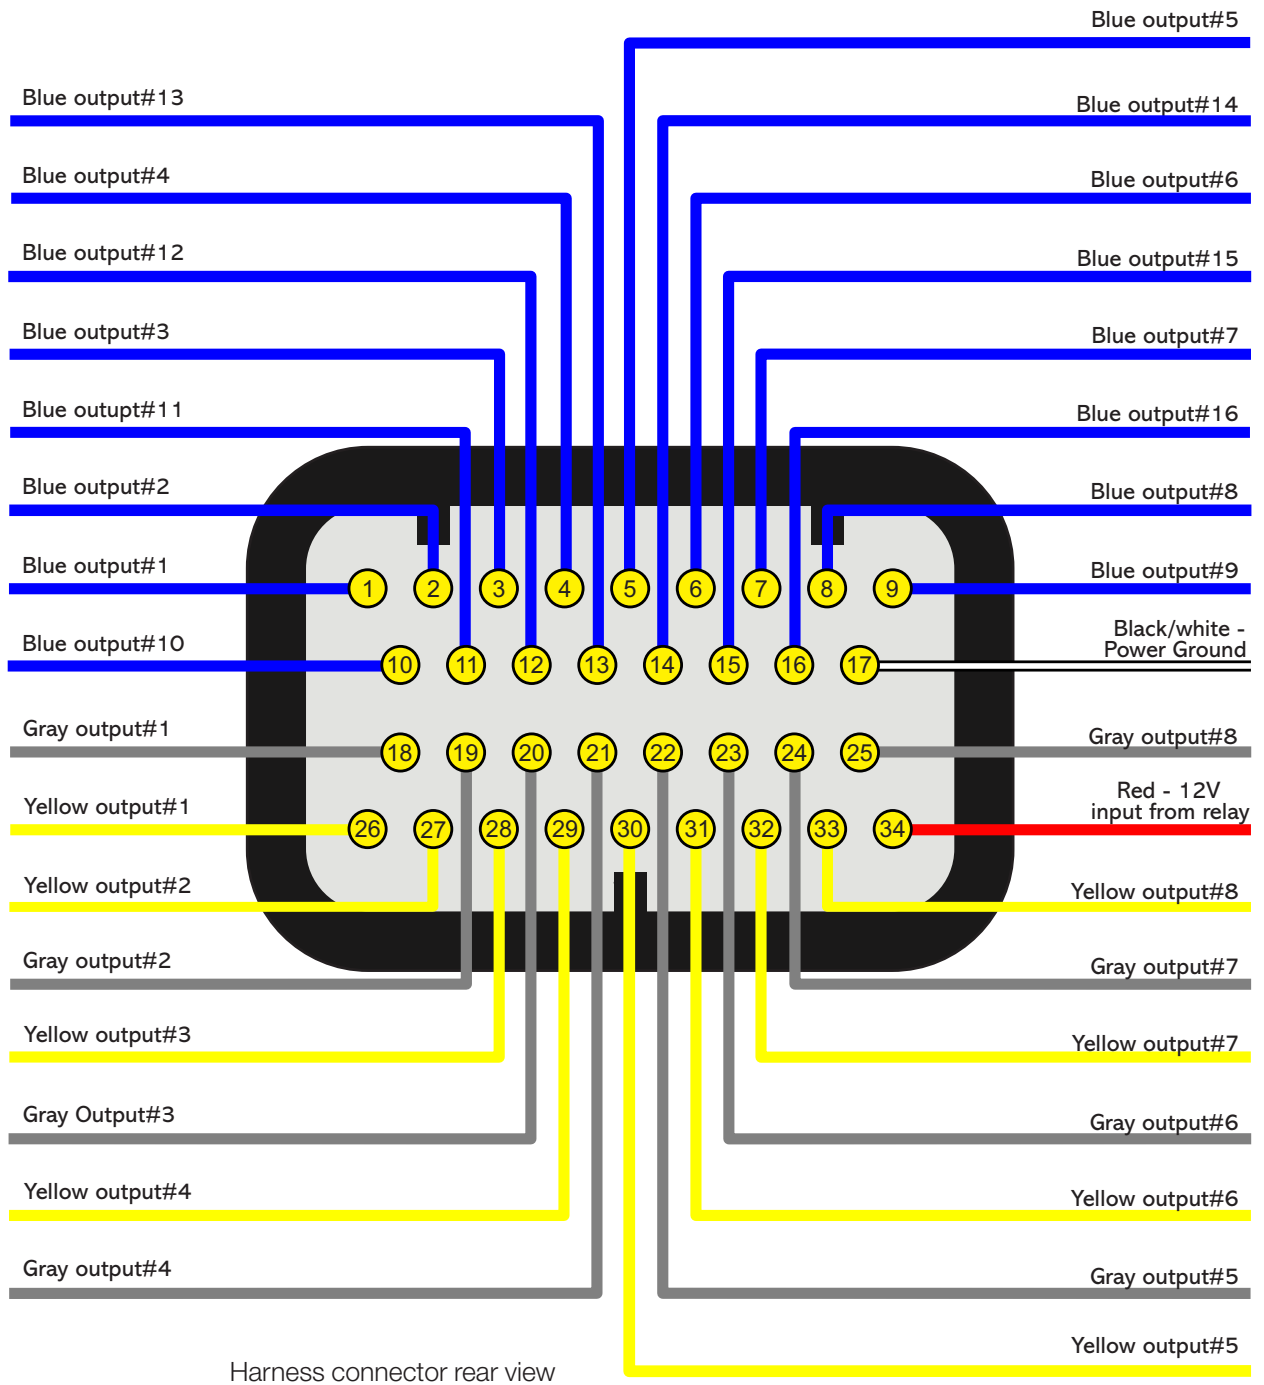 Blue output#5
Blue output#13
Blue output#14
Blue output#4
Blue output#6
Blue output#12
Blue output#15
Blue output#3
Blue output#7
Blue outupt#11
Blue output#16
Blue output#2
Blue output#8
Blue output#1
Blue output#9
1 2 3 4 5 6 7 8 9
Blue output#10
Black/white -
Power Ground
10 11 12 13 14 15 16 17
Gray output#1
Gray output#8
18 19 20 21 22 23 24 25
Yellow output#1
Red - 12V
input from relay
26 27 28 29 30 31 32 33 34
Yellow output#2
Yellow output#8
Gray output#2
Gray output#7
Yellow output#3
Yellow output#7
Gray Output#3
Gray output#6
Yellow output#4
Yellow output#6
Gray output#4
Gray output#5
Yellow output#5
Harness connector rear view